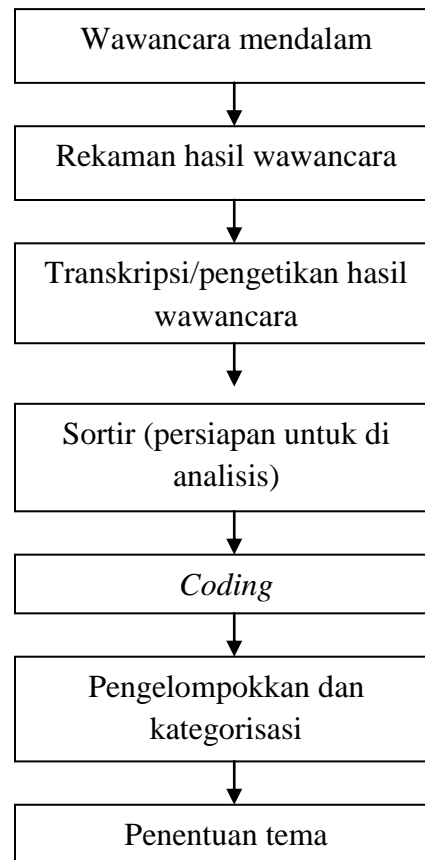 Wawancara mendalam
Rekaman hasil wawancara
Transkripsi/pengetikan hasil
wawancara
Sortir (persiapan untuk di
analisis)
Coding
Pengelompokkan dan
kategorisasi
Penentuan tema